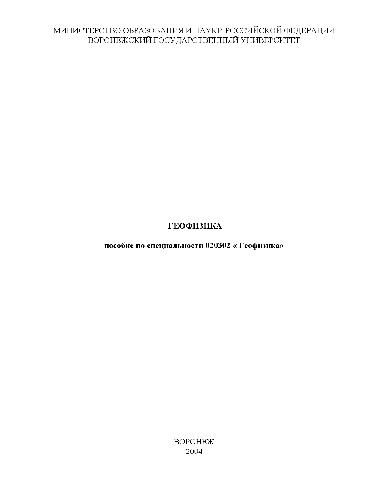 МИНИСТЕРСТВО ОБРАЗОВАНИЯ И НАУКИ РОССИЙСКОЙ ФЕДЕРАЦИИ
ВОРОНЕЖСКИЙ ГОСУДАРСТВЕННЫЙ УНИВЕРСИТЕТ
ГЕОФИЗИКА
пособие по специальности 020302 « Геофизика»
ВОРОНЕЖ
2004